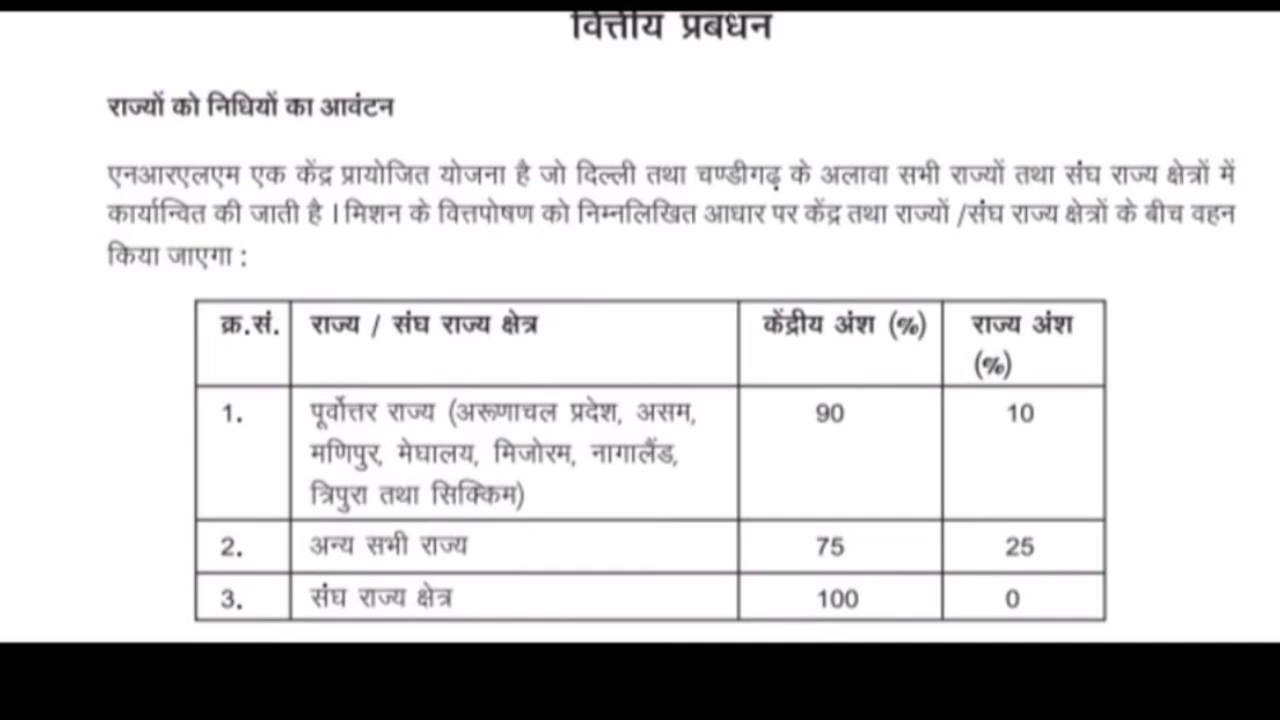 वित्तीय प्रबधन
राज्यों को निधियों का आवंटन
एनआरएलएम एक केंद्र प्रायोजित योजना है जो दिल्ली तथा चण्डीगढ़ के अलावा सभी राज्यों तथा संघ राज्य क्षेत्रों में
कार्यान्वित की जाती है । मिशन के वित्तपोषण को निम्नलिखित आधार पर केंद्र तथा राज्यों /संघ राज्य क्षेत्रों के बीच वहन
किया जाएगा :
क्र.सं. राज्य / संघ राज्य क्षेत्र केंद्रीय अंश (%) राज्य अंश
(%)
1. पूर्वोत्तर राज्य (अरूणाचल प्रदेश, असम, 90 10
मणिपुर, मेघालय, मिजोरम, नागालैंड,
त्रिपुरा तथा सिक्किम)
2. अन्य सभी राज्य 75 25
3. संघ राज्य क्षेत्र 100 0